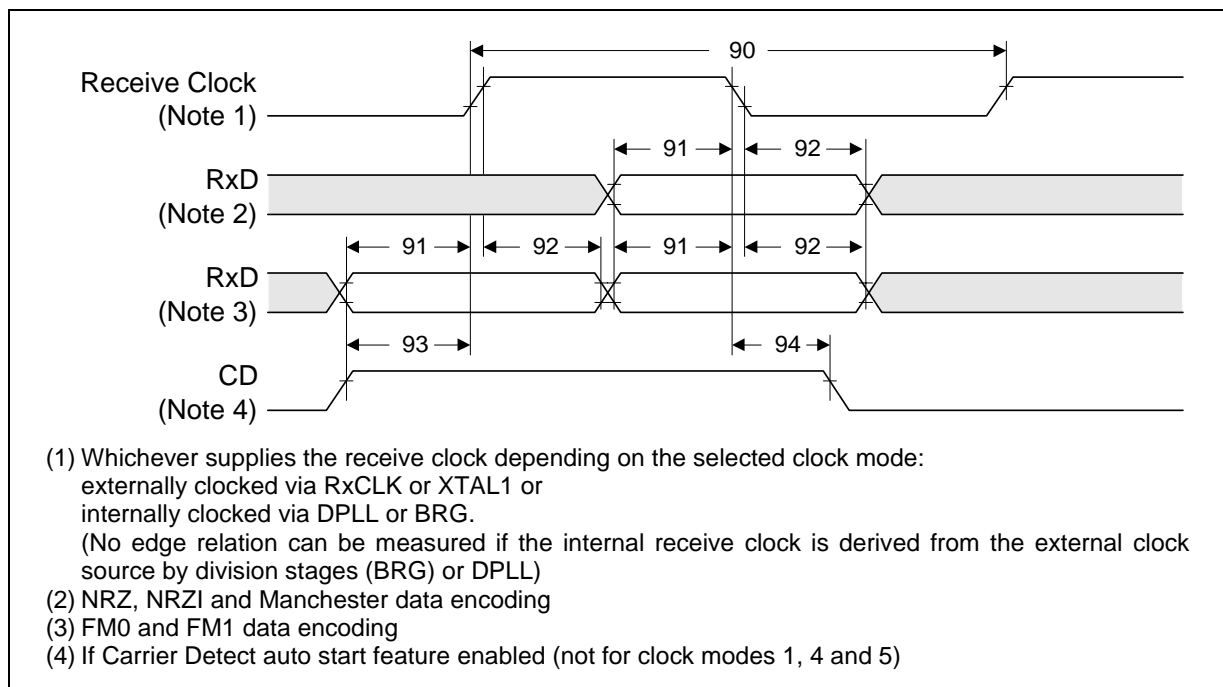 90
Receive Clock
(Note 1)
91 92
RxD
(Note 2)
91 92 91 92
RxD
(Note 3)
93 94
CD
(Note 4)
(1) Whichever supplies the receive clock depending on the selected clock mode:
externally clocked via RxCLK or XTAL1 or
internally clocked via DPLL or BRG.
(No edge relation can be measured if the internal receive clock is derived from the external clock
source by division stages (BRG) or DPLL)
(2) NRZ, NRZI and Manchester data encoding
(3) FM0 and FM1 data encoding
(4) If Carrier Detect auto start feature enabled (not for clock modes 1, 4 and 5)